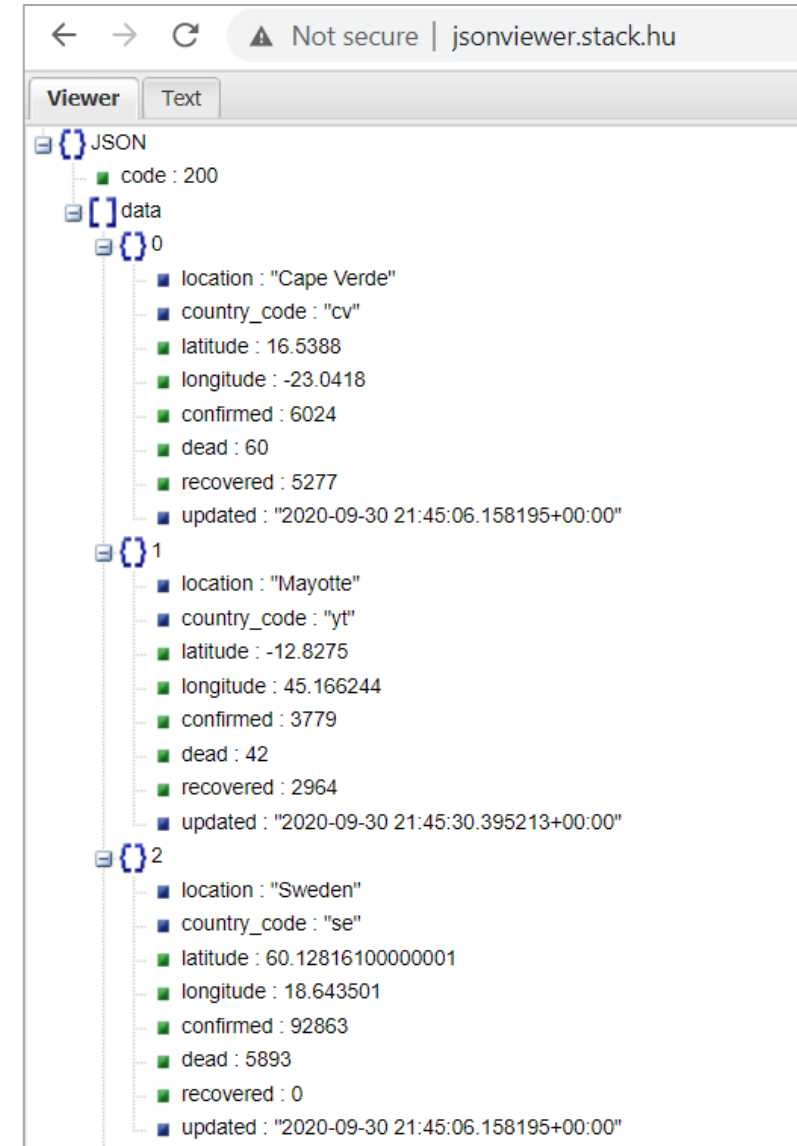 Not secure | jsonviewer.stack.hu
Viewer Text
{} JSON
code : 200
[] data
{} 0
location : "Cape Verde"
country_code : "cv"
latitude : 16.5388
longitude : -23.0418
confirmed : 6024
dead : 60
recovered : 5277
updated : "2020-09-30 21:45:06.158195+00:00"
{} 1
location : "Mayotte"
country_code : "yt"
latitude : -12.8275
longitude : 45.166244
confirmed : 3779
dead : 42
recovered : 2964
updated : "2020-09-30 21:45:30.395213+00:00"
{} 2
location : "Sweden"
country_code : "se"
latitude : 60.12816100000001
longitude : 18.643501
confirmed : 92863
dead : 5893
recovered : 0
updated : "2020-09-30 21:45:06.158195+00:00"